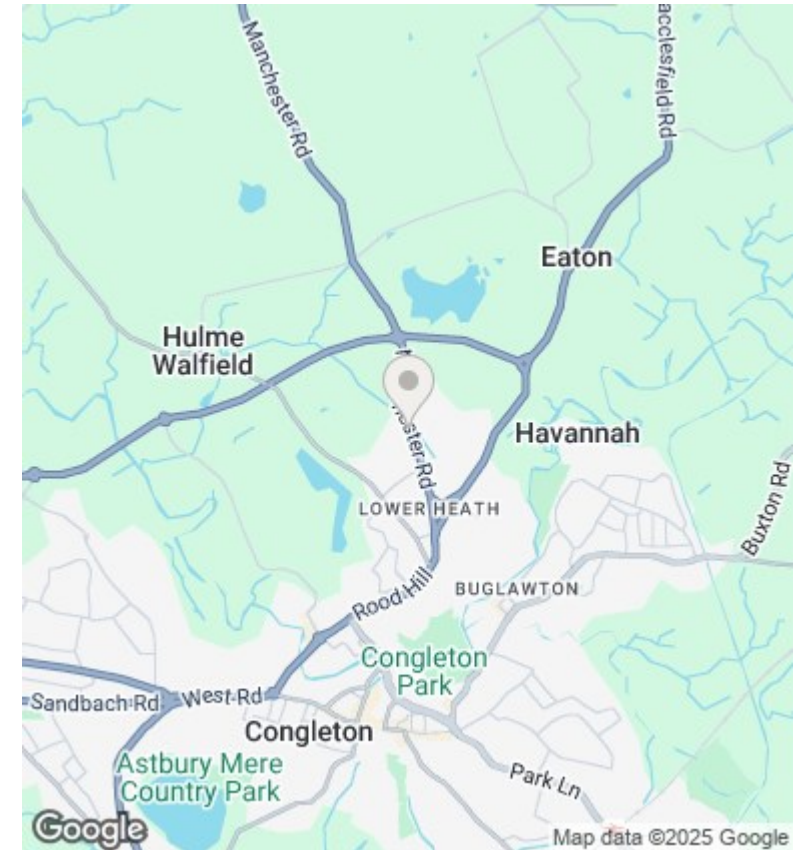 Manchester Rd
acclesfield Rd
Eaton
Hulme
Walfield
hester Rd
Havannah
LOWER HEATH
Buxton Rd
BUGLAWTON
Rood Hill
Congleton
Park
Sandbach Rd
West Rd
Congleton
Astbury Mere
Country Park
Park Ln
Google
Map data ©2025 Google